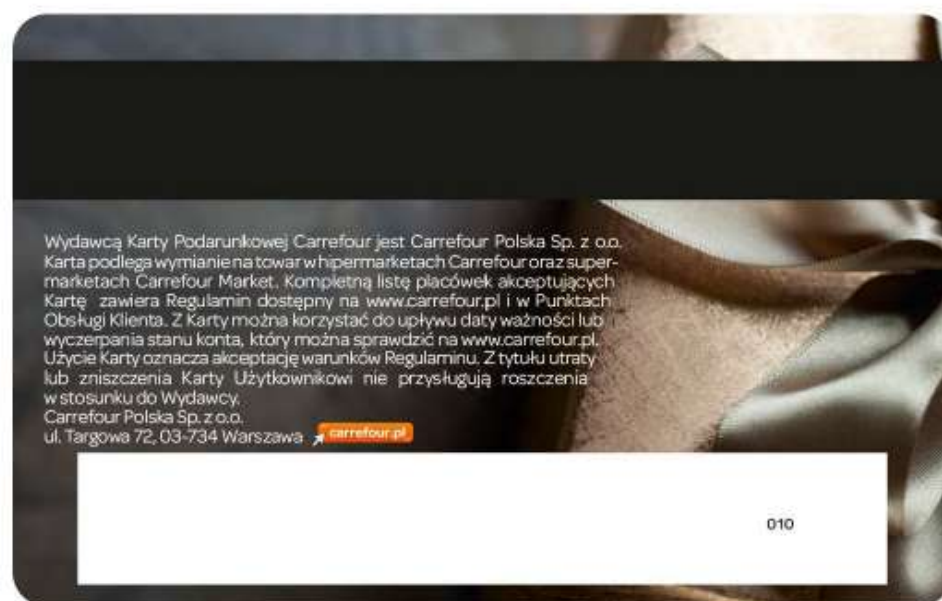 Wydawcą Karty Podarunkowej Carrefour jest Carrefour Polska Sp. z o.o.
Karta podlega wymianie na towar w hipermarketach Carrefour oraz super-
marketach Carrefour Market. Kompletną listę placówek akceptujących
Kartę zawiera Regulamin dostępny na www.carrefour.pl i w Punktach
Obsługi Klienta. Z Karty można korzystać do upływu daty ważności lub
wyczerpania stanu konta, który można sprawdzić na www.carrefour.pl.
Użycie Karty oznacza akceptację warunków Regulaminu. Z tytułu utraty
lub zniszczenia Karty Użytkownikowi nie przysługują roszczenia
w stosunku do Wydawcy.
Carrefour Polska Sp. z o.o.
ul. Targowa 72, 03-734 Warszawa carrefour.pl
010